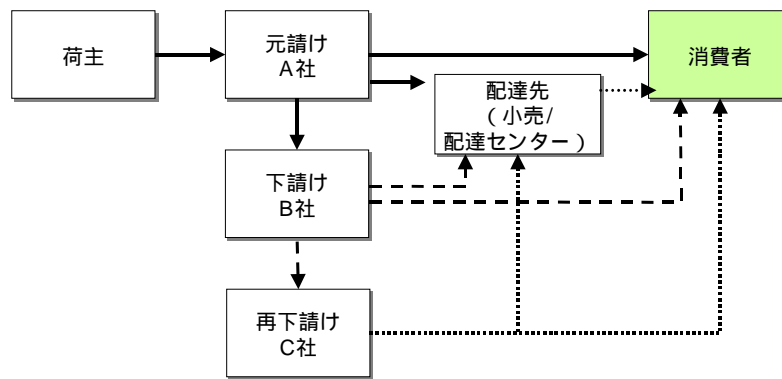 荷主
元請け
A社
消費者
配達先
（小売/
配達センター）
下請け
B社
再下請け
C社